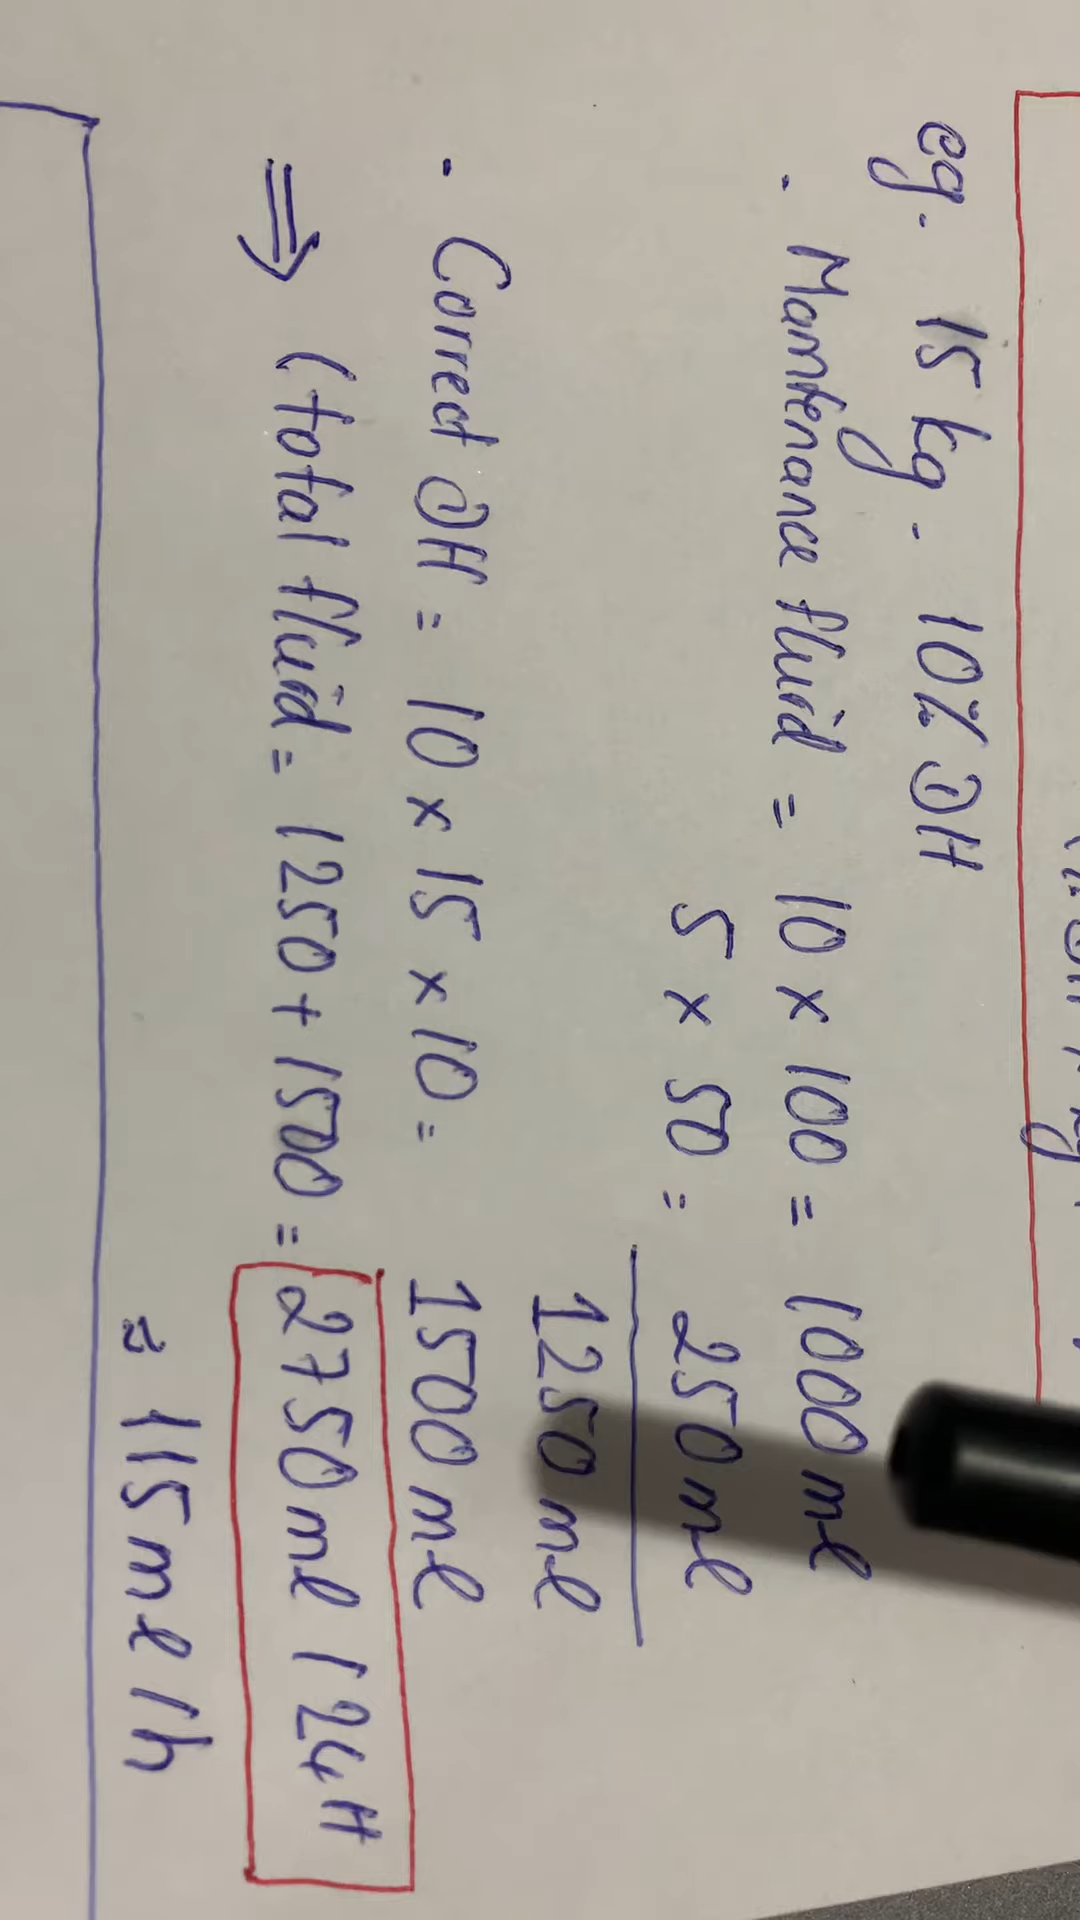 eg. 15 kg - 10% DH
. Maintenance fluid = 10 x 100 = 1000 ml
5 x 50 = 250 ml
1250 ml
. Correct DH = 10 x 15 x 10 = 1500 ml
⇒ (total fluid = 1250 + 1500 = 2750 ml / 24H
≈ 115 ml / h